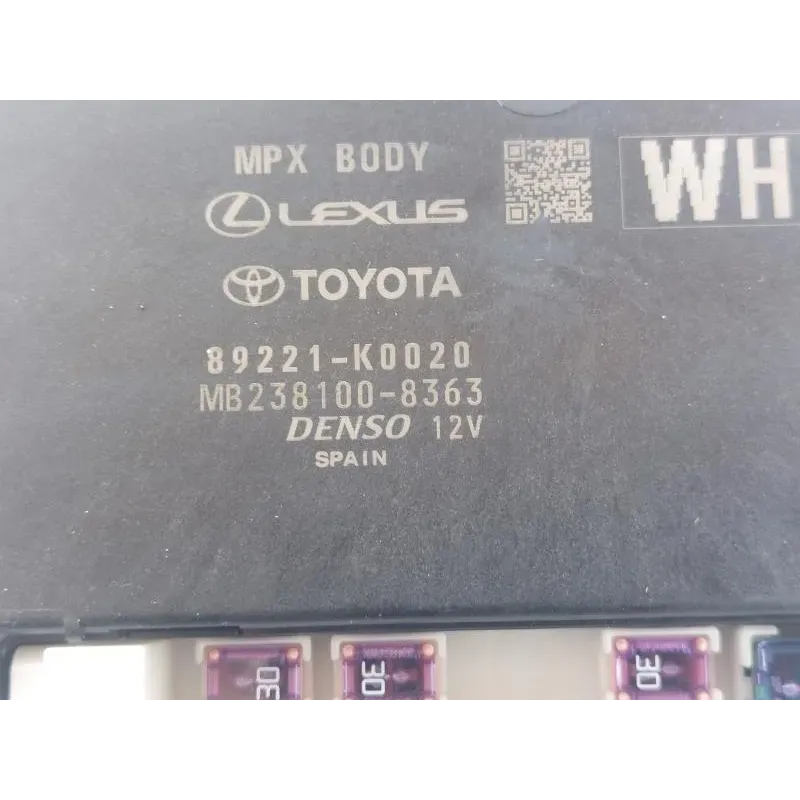 MPX BODY
WH
LEXUS
TOYOTA
89221-K0020
MB238100-8363
DENSO 12V
SPAIN
30
30
30